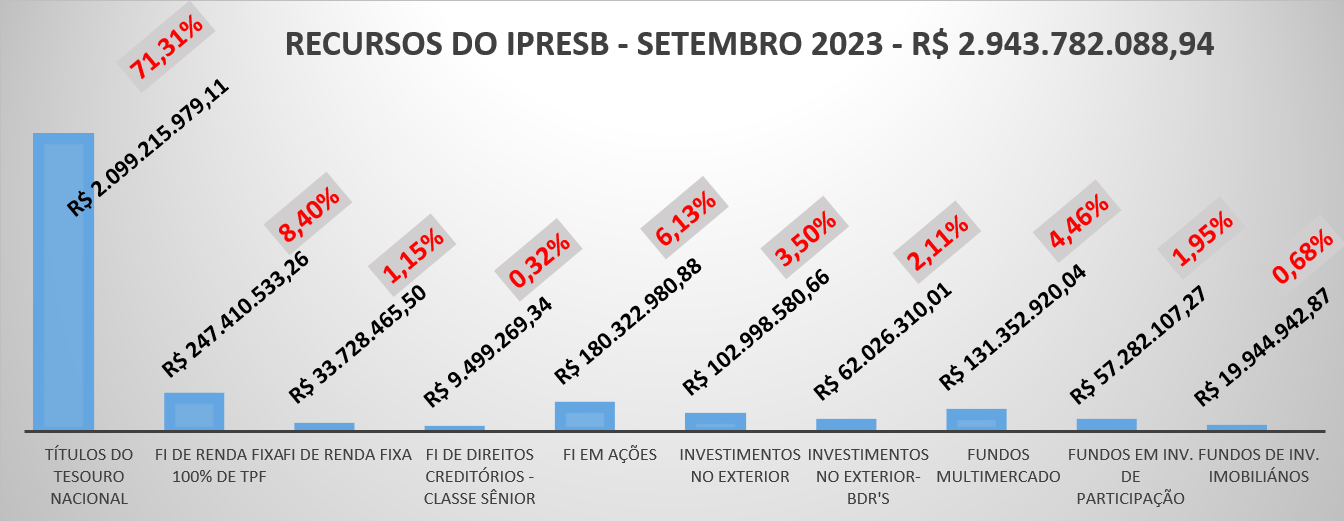 RECURSOS DO IPRESB - SETEMBRO 2023 - R$ 2.943.782.088,94
71,31%
R$ 2.099.215.979,11
8,40%
R$ 247.410.533,26
1,15%
R$ 33.728.465,50
0,32%
R$ 9.499.269,34
6,13%
R$ 180.322.980,88
3,50%
R$ 102.998.580,66
2,11%
R$ 62.026.310,01
4,46%
R$ 131.352.920,04
1,95%
R$ 57.282.107,27
0,68%
R$ 19.944.942,87
TÍTULOS DO
TESOURO
NACIONAL
FI DE RENDA FIXA
100% DE TPF
FI DE RENDA FIXA
FI DE DIREITOS
CREDITÓRIOS -
CLASSE SÊNIOR
FI EM AÇÕES
INVESTIMENTOS
NO EXTERIOR
INVESTIMENTOS
NO EXTERIOR-
BDR'S
FUNDOS
MULTIMERCADO
FUNDOS EM INV.
DE
PARTICIPAÇÃO
FUNDOS DE INV.
IMOBILIÁNOS